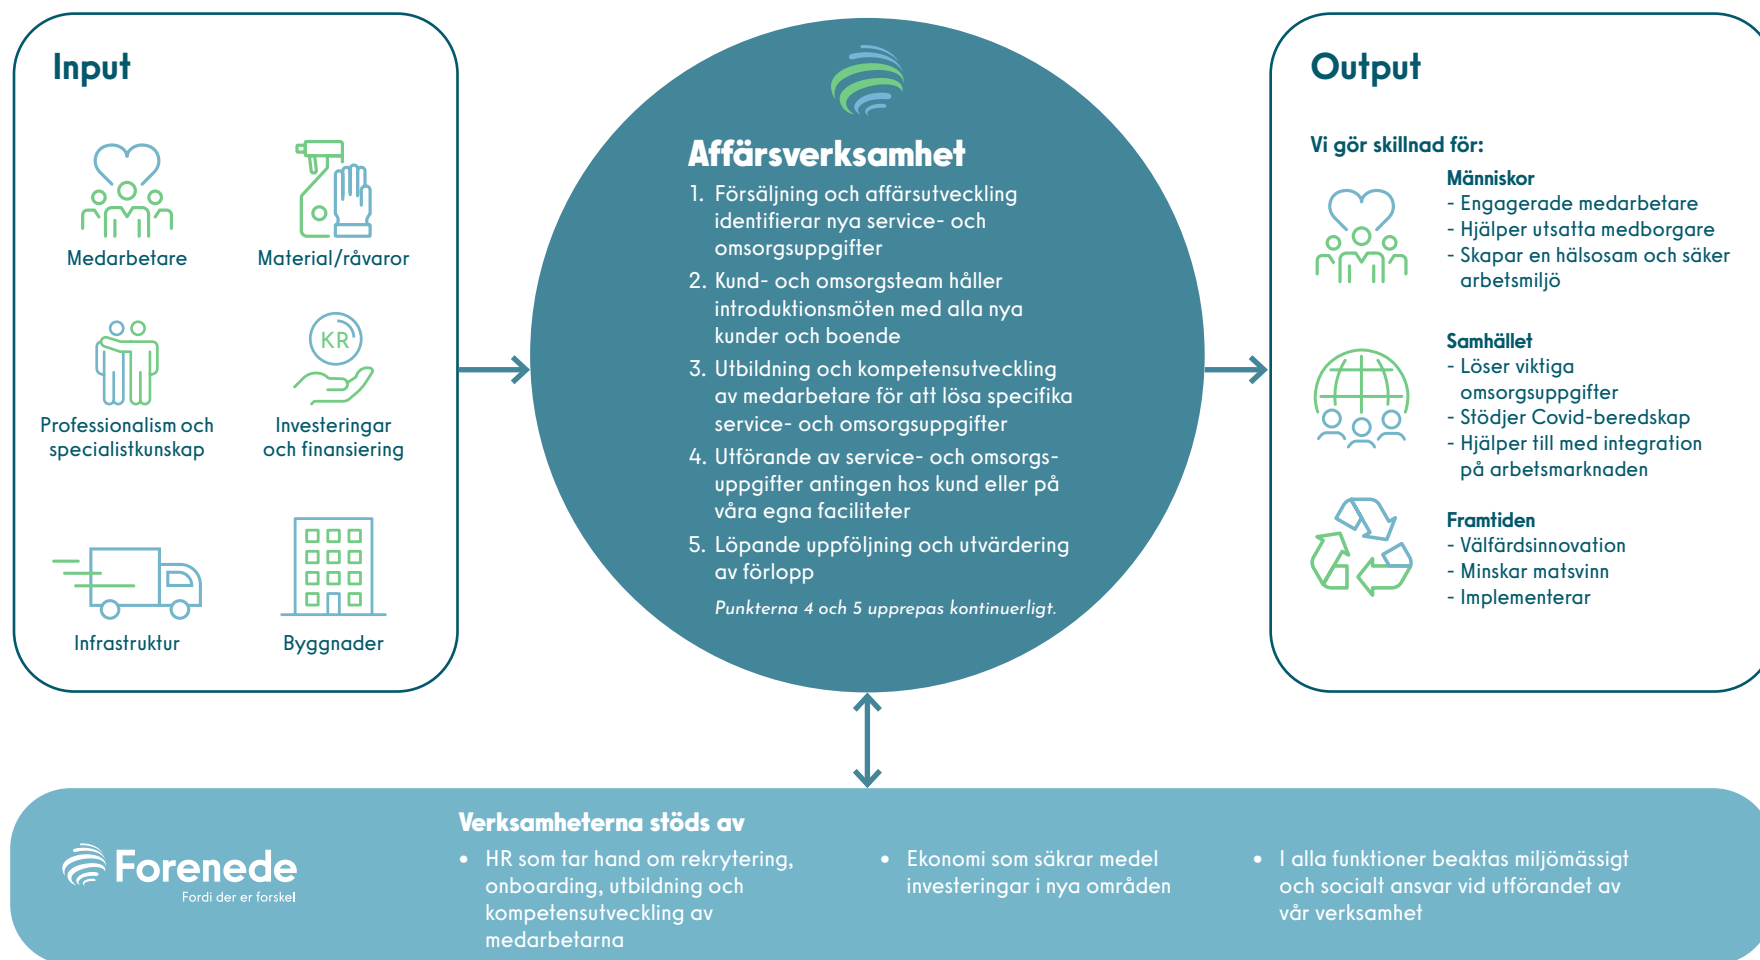 Input
Medarbetare
Material/råvaror
Professionalism och
specialistkunskap
KR
Investeringar
och finansiering
Infrastruktur
Byggnader
Affärsverksamhet
1. Försäljning och affärsutveckling
identifierar nya service- och
omsorgsuppgifter
2. Kund- och omsorgsteam håller
introduktionsmöten med alla nya
kunder och boende
3. Utbildning och kompetensutveckling
av medarbetare för att lösa specifika
service- och omsorgsuppgifter
4. Utförande av service- och omsorgs-
uppgifter antingen hos kund eller på
våra egna faciliteter
5. Löpande uppföljning och utvärdering
av förlopp
Punkterna 4 och 5 upprepas kontinuerligt.
Output
Vi gör skillnad för:
Människor
- Engagerade medarbetare
- Hjälper utsatta medborgare
- Skapar en hälsosam och säker
arbetsmiljö
Samhället
- Löser viktiga
omsorgsuppgifter
- Stödjer Covid-beredskap
- Hjälper till med integration
på arbetsmarknaden
Framtiden
- Välfärdsinnovation
- Minskar matsvinn
- Implementerar
Forenede
Fordi der er forskel
Verksamheterna stöds av
• HR som tar hand om rekrytering,
onboarding, utbildning och
kompetensutveckling av
medarbetarna
• Ekonomi som säkrar medel
investeringar i nya områden
• I alla funktioner beaktas miljömässigt
och socialt ansvar vid utförandet av
vår verksamhet